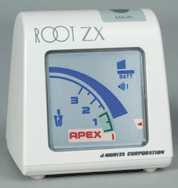 MAIN
ROOT ZX
BATT
3
2
1
APEX
J. MORITA CORPORATION